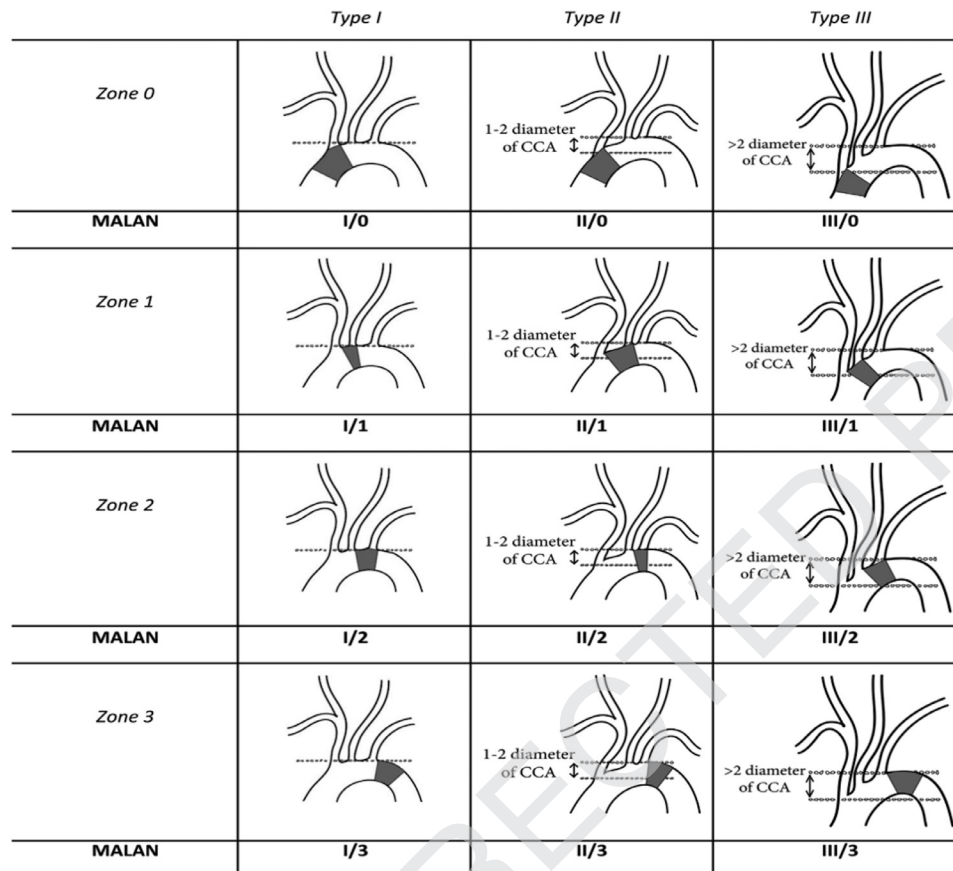 Type I Type II Type III
Zone 0
1-2 diameter
of CCA
>2 diameter
of CCA
MALAN I/0 II/0 III/0
Zone 1
1-2 diameter
of CCA
>2 diameter
of CCA
MALAN I/1 II/1 III/1
Zone 2
1-2 diameter
of CCA
>2 diameter
of CCA
MALAN I/2 II/2 III/2
Zone 3
1-2 diameter
of CCA
>2 diameter
of CCA
MALAN I/3 II/3 III/3
ECTED P